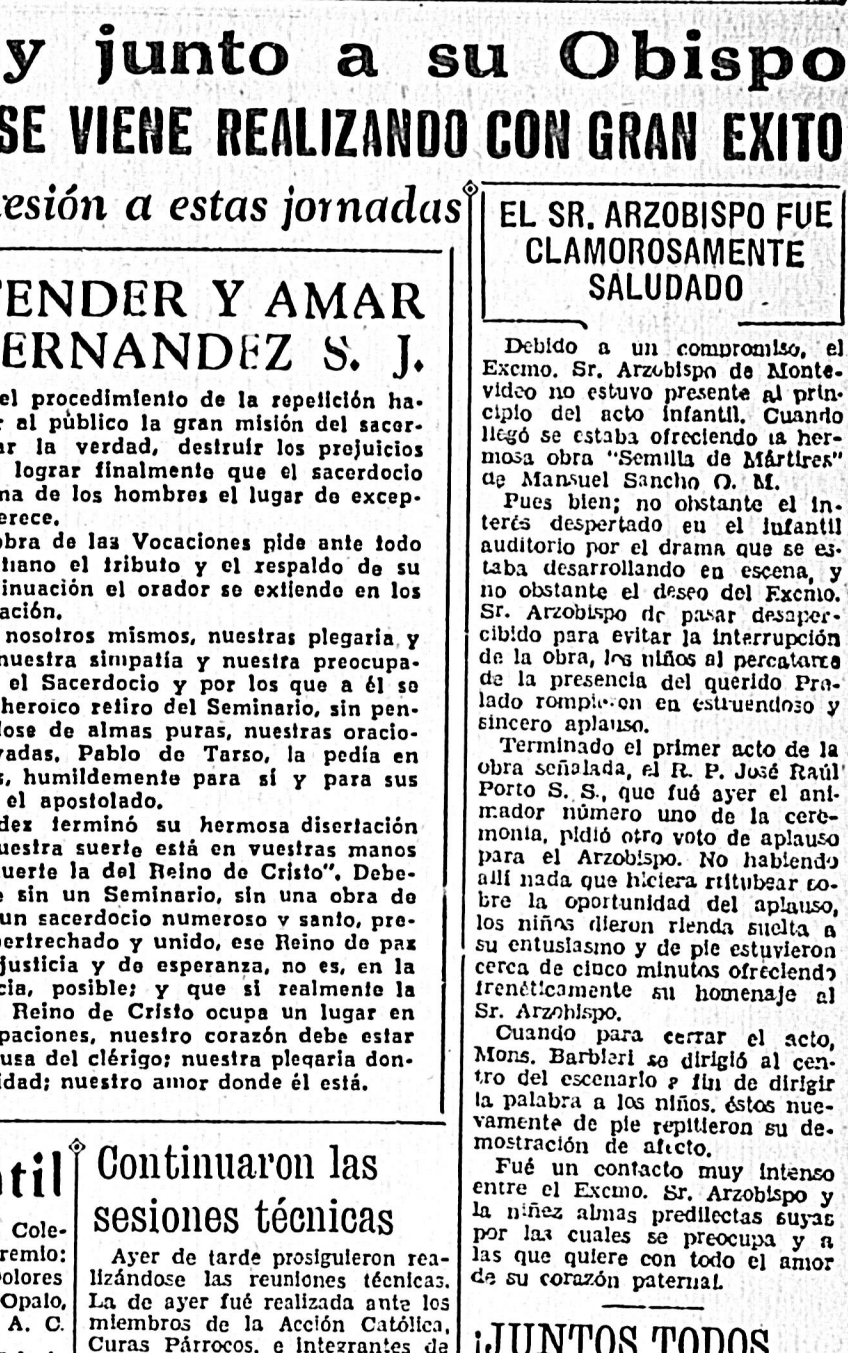 y junto a su Obispo
SE VIENE REALIZANDO CON GRAN EXITO
esión a estas jornadas
ENDER Y AMAR
ERNANDEZ S. J.
el procedimiento de la repetición ha-
r al público la gran misión del sacer-
ar la verdad, destruir los prejuicios
lograr finalmente que el sacerdocio
ma de los hombres el lugar de excep-
erece.
obra de las Vocaciones pide ante todo
tiano el tributo y el respaldo de su
inuación el orador se extiendo en los
ación.
nosotros mismos, nuestras plegaria y
nuestra simpatía y nuestra preocupa-
el Sacerdocio y por los que a él se
heroico retiro del Seminario, sin pen-
dose de almas puras, nuestras oracio-
vadas, Pablo de Tarso, la pedía en
s, humildemente para sí y para sus
el apostolado.
dez terminó su hermosa disertación
uestra suerte está en vuestras manos
uerte la del Reino de Cristo". Debe-
e sin un Seminario, sin una obra de
un sacerdocio numeroso y santo, pre-
pertrechado y unido, ese Reino de paz
justicia y de esperanza, no es, en la
cia, posible; y que si realmente la
Reino de Cristo ocupa un lugar en
paciones, nuestro corazón debe estar
usa del clérigo; nuestra plegaria don-
idad; nuestro amor donde él está.
EL SR. ARZOBISPO FUE
CLAMOROSAMENTE
SALUDADO
Debido a un compromiso, el
Excmo. Sr. Arzobispo de Monte-
video no estuvo presente al prin-
cipio del acto infantil. Cuando
llegó se estaba ofreciendo la her-
mosa obra "Semilla de Mártires"
de Mansuel Sancho O. M.
Pues bien; no obstante el in-
terés despertado en el infantil
auditorio por el drama que se es-
taba desarrollando en escena, y
no obstante el deseo del Excmo.
Sr. Arzobispo de pasar desaper-
cibido para evitar la interrupción
de la obra, los niños al percatarse
de la presencia del querido Pre-
lado rompieron en estruendoso y
sincero aplauso.
Terminado el primer acto de la
obra señalada, el R. P. José Raúl
Porto S. S., que fué ayer el ani-
mador número uno de la cere-
monia, pidió otro voto de aplauso
para el Arzobispo. No habiendo
allí nada que hiciera titubear so-
bre la oportunidad del aplauso,
los niños dieron rienda suelta a
su entusiasmo y de pie estuvieron
cerca de cinco minutos ofreciendo
frenéticamente su homenaje al
Sr. Arzobispo.
Cuando para cerrar el acto,
Mons. Barbieri se dirigió al cen-
tro del escenario a fin de dirigir
la palabra a los niños, éstos nue-
vamente de pie repitieron su de-
mostración de afecto.
Fué un contacto muy intenso
entre el Excmo. Sr. Arzobispo y
la niñez almas predilectas suyas
por las cuales se preocupa y a
las que quiere con todo el amor
de su corazón paternal.
til
Cole-
remio:
Dolores
Opalo,
A. C.
Continuaron las
sesiones técnicas
Ayer de tarde prosiguieron rea-
lizándose las reuniones técnicas.
La de ayer fué realizada ante los
miembros de la Acción Católica,
Curas Párrocos, e integrantes de
¡JUNTOS TODOS